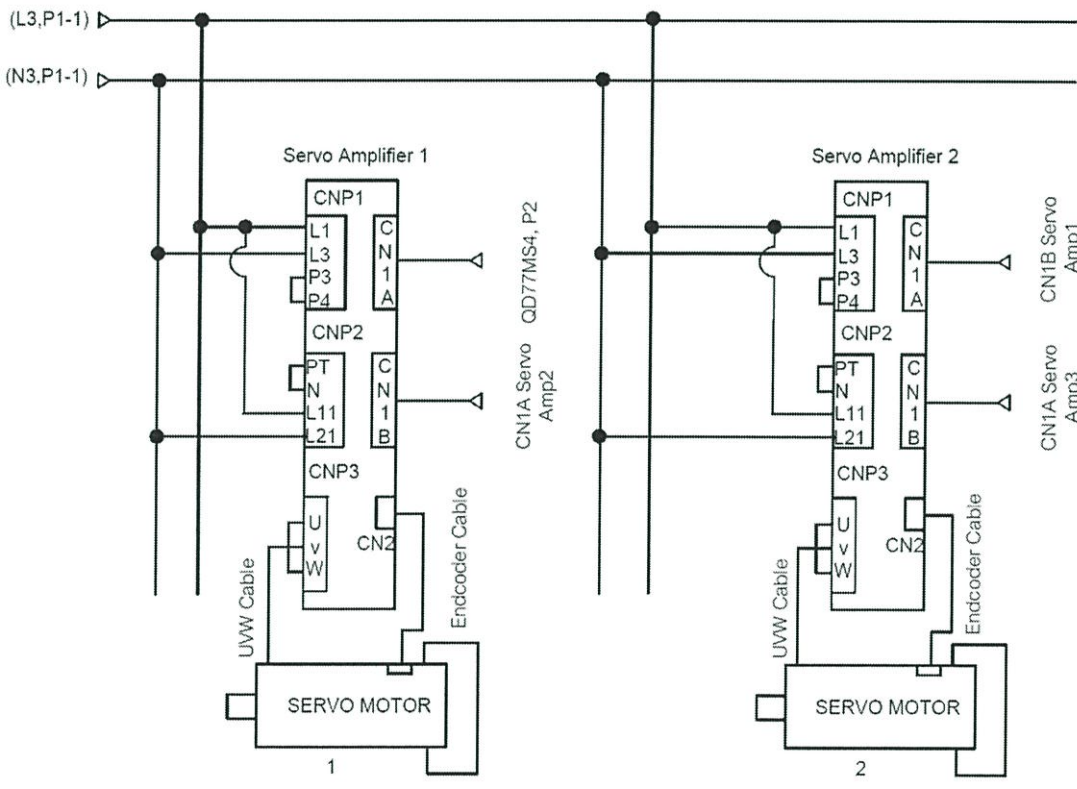 (L3,P1-1)
(N3,P1-1)
Servo Amplifier 1
CNP1
L1
L3
P3
P4
CN1A
QD77MS4, P2
CNP2
PT
N
L11
L21
CN1B
CN1A Servo
Amp2
CNP3
U
v
W
CN2
UVW Cable
Endcoder Cable
SERVO MOTOR
1
Servo Amplifier 2
CNP1
L1
L3
P3
P4
CN1A
CN1B Servo
Amp1
CNP2
PT
N
L11
L21
CN1B
CN1A Servo
Amp3
CNP3
U
v
W
CN2
UVW Cable
Endcoder Cable
SERVO MOTOR
2